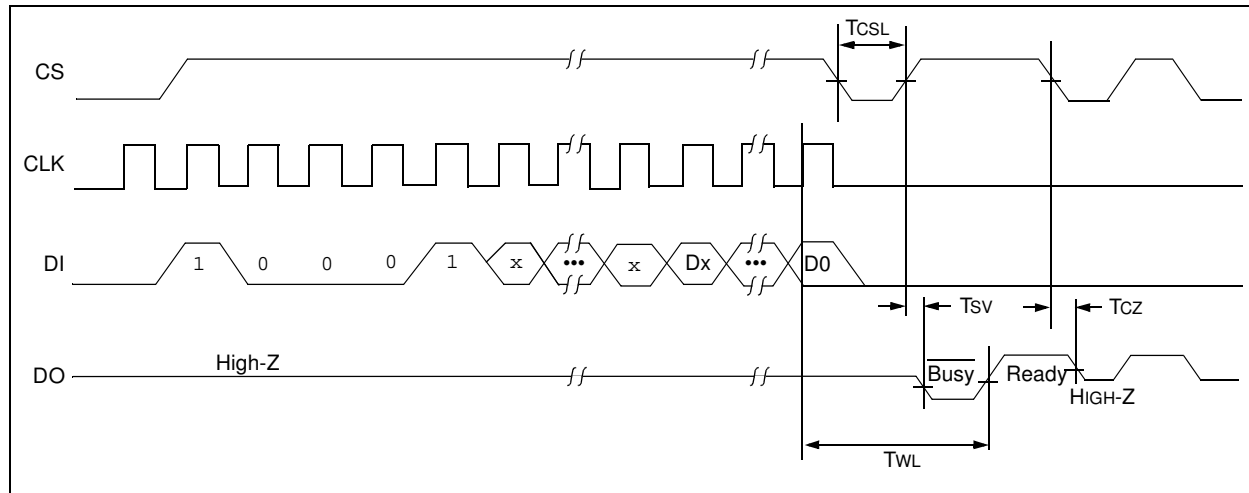 TCSL
CS
CLK
DI 1 0 0 0 1 x ••• x Dx ••• D0
TSV TCZ
High-Z
DO Busy Ready
HIGH-Z
TWL